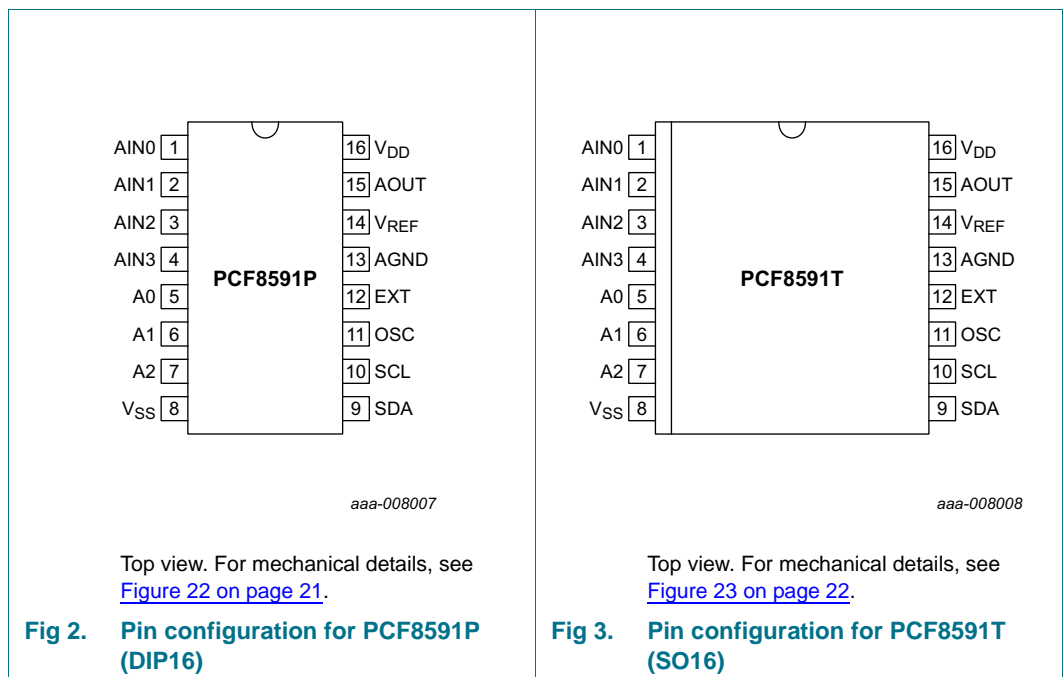 AIN0 1
AIN1 2
AIN2 3
AIN3 4
A0 5
A1 6
A2 7
VSS 8
PCF8591P
16 VDD
15 AOUT
14 VREF
13 AGND
12 EXT
11 OSC
10 SCL
9 SDA
aaa-008007
Top view. For mechanical details, see
Figure 22 on page 21.
Fig 2. Pin configuration for PCF8591P
(DIP16)
AIN0 1
AIN1 2
AIN2 3
AIN3 4
A0 5
A1 6
A2 7
VSS 8
PCF8591T
16 VDD
15 AOUT
14 VREF
13 AGND
12 EXT
11 OSC
10 SCL
9 SDA
aaa-008008
Top view. For mechanical details, see
Figure 23 on page 22.
Fig 3. Pin configuration for PCF8591T
(SO16)